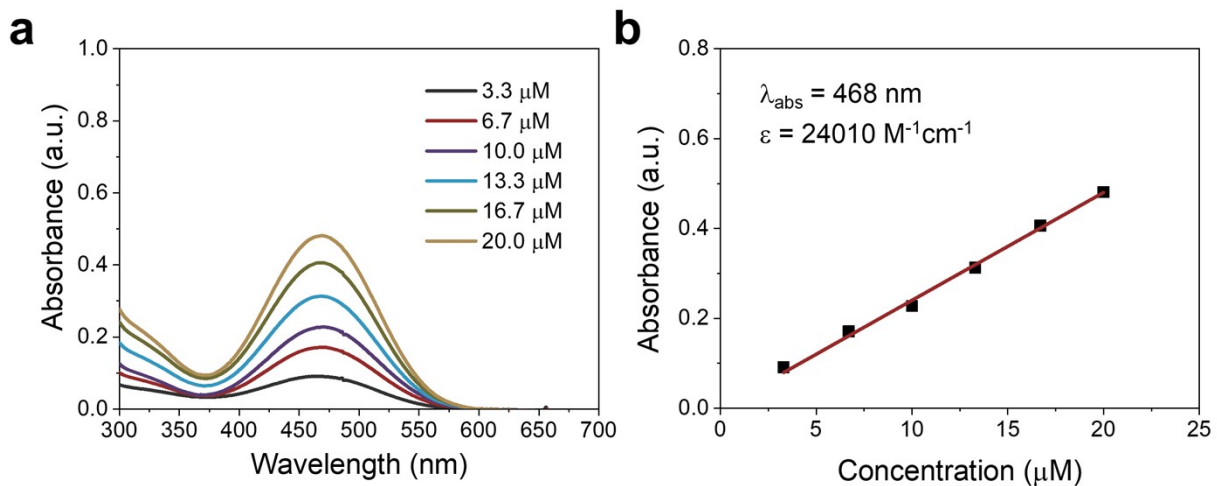 a
1.0
0.8
0.6
0.4
0.2
0.0
Absorbance (a.u.)
3.3 μM
6.7 μM
10.0 μM
13.3 μM
16.7 μM
20.0 μM
300 350 400 450 500 550 600 650 700
Wavelength (nm)
b
0.8
0.6
0.4
0.2
0.0
Absorbance (a.u.)
λabs = 468 nm
ε = 24010 M⁻¹cm⁻¹
0 5 10 15 20 25
Concentration (μM)